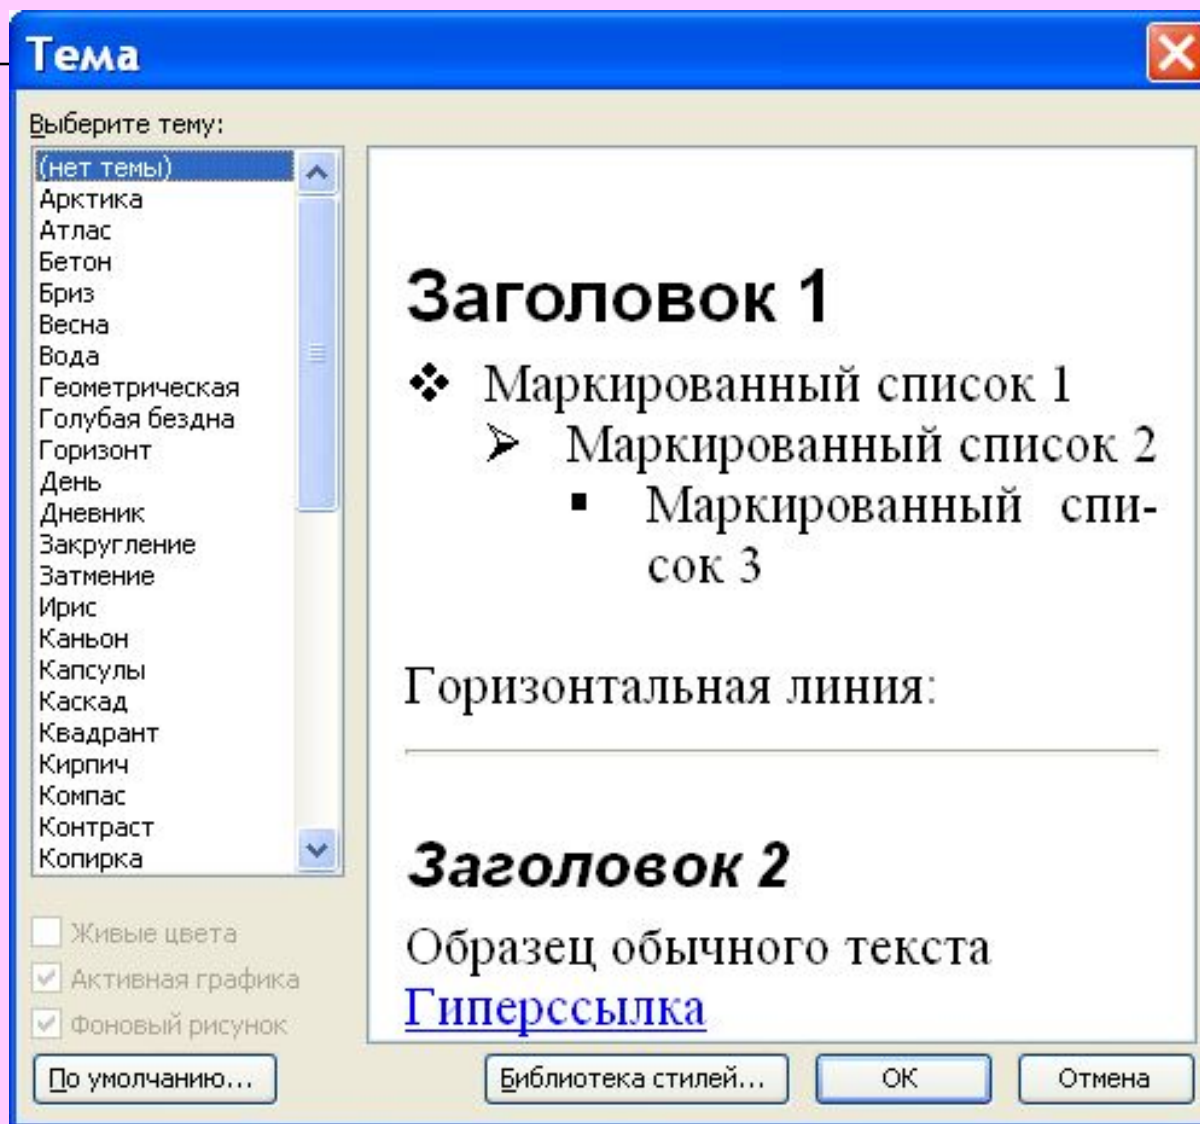 Тема
Выберите тему:
(нет темы)
Арктика
Атлас
Бетон
Бриз
Весна
Вода
Геометрическая
Голубая бездна
Горизонт
День
Дневник
Закругление
Затмение
Ирис
Каньон
Капсулы
Каскад
Квадрант
Кирпич
Компас
Контраст
Копирка
Живые цвета
Активная графика
Фоновый рисунок
Заголовок 1
Маркированный список 1
Маркированный список 2
Маркированный спи-
сок 3
Горизонтальная линия:
Заголовок 2
Образец обычного текста
Гиперссылка
По умолчанию...
Библиотека стилей...
ОК
Отмена